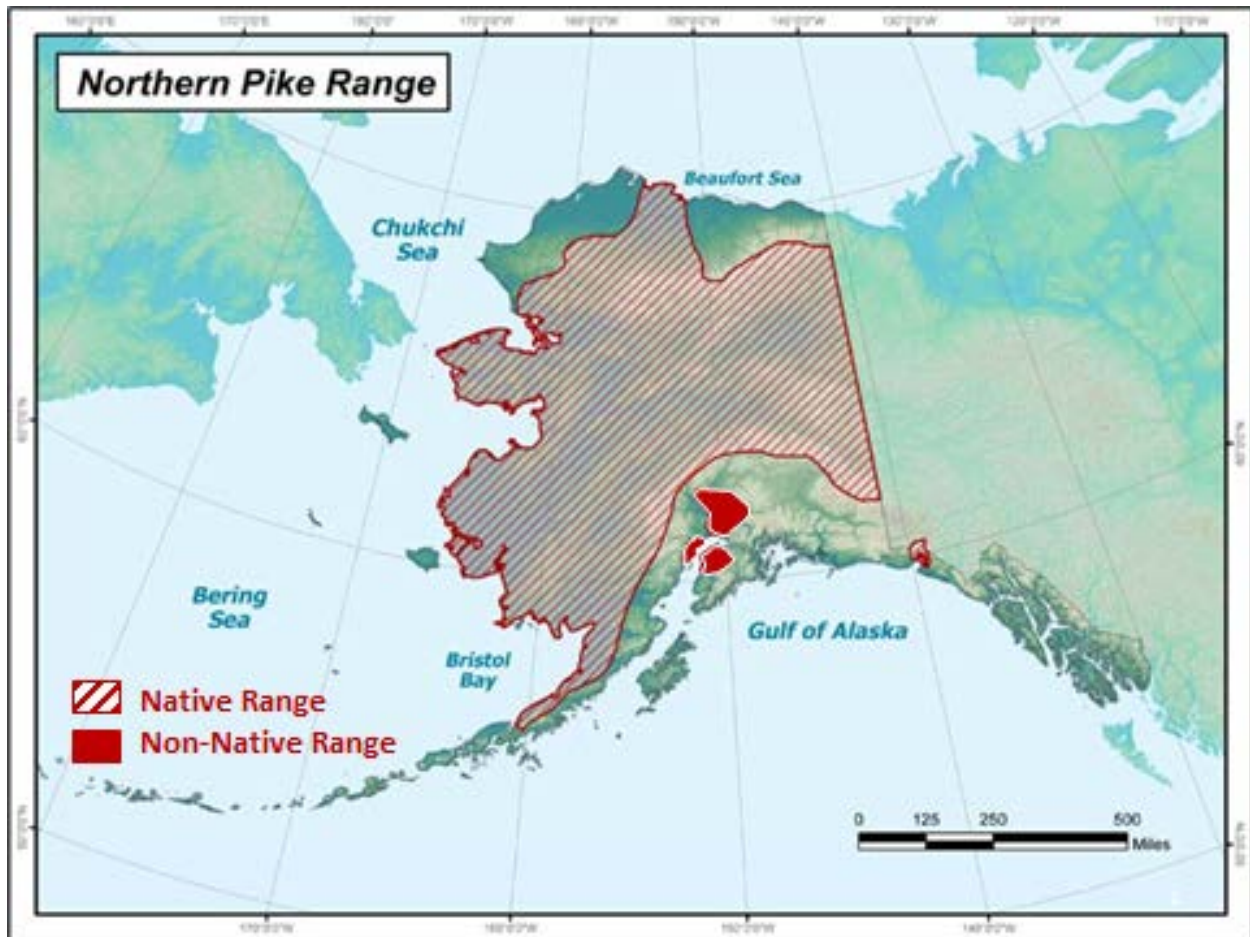 Northern Pike Range
Beaufort Sea
Chukchi
Sea
Bering
Sea
Gulf of Alaska
Bristol
Bay
Native Range
Non-Native Range
0 125 250 500
Miles